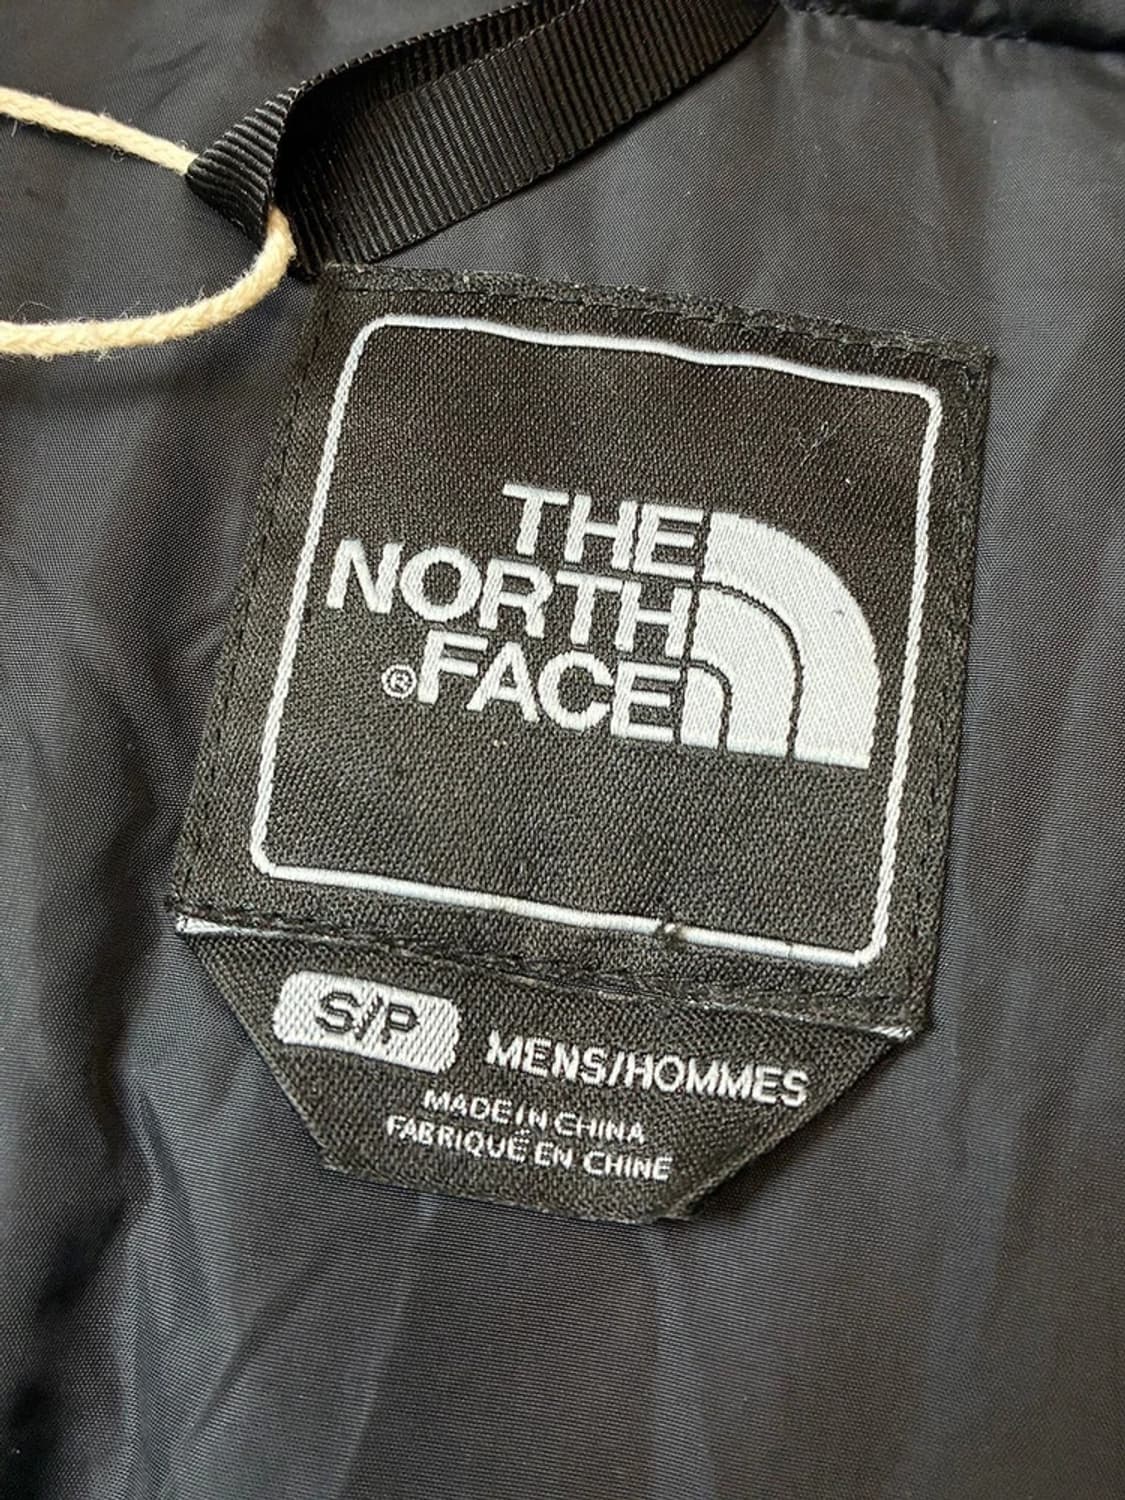 THE
NORTH
®FACE
S/P MENS/HOMMES
MADE IN CHINA
FABRIQUÉ EN CHINE